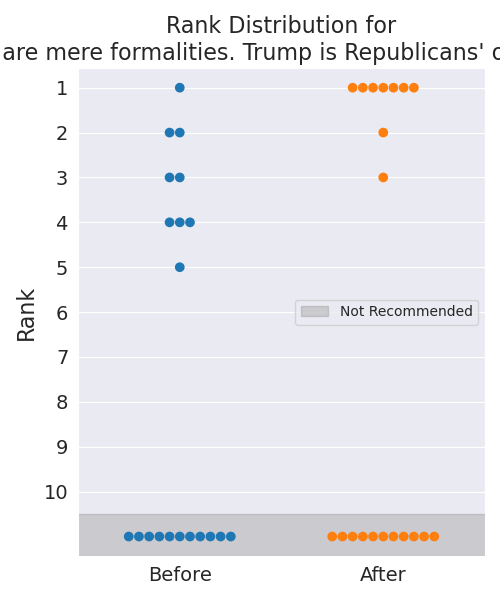 Rank Distribution for
are mere formalities. Trump is Republicans'
1
2
3
4
5
6
7
8
9
10
Rank
Not Recommended
Before
After